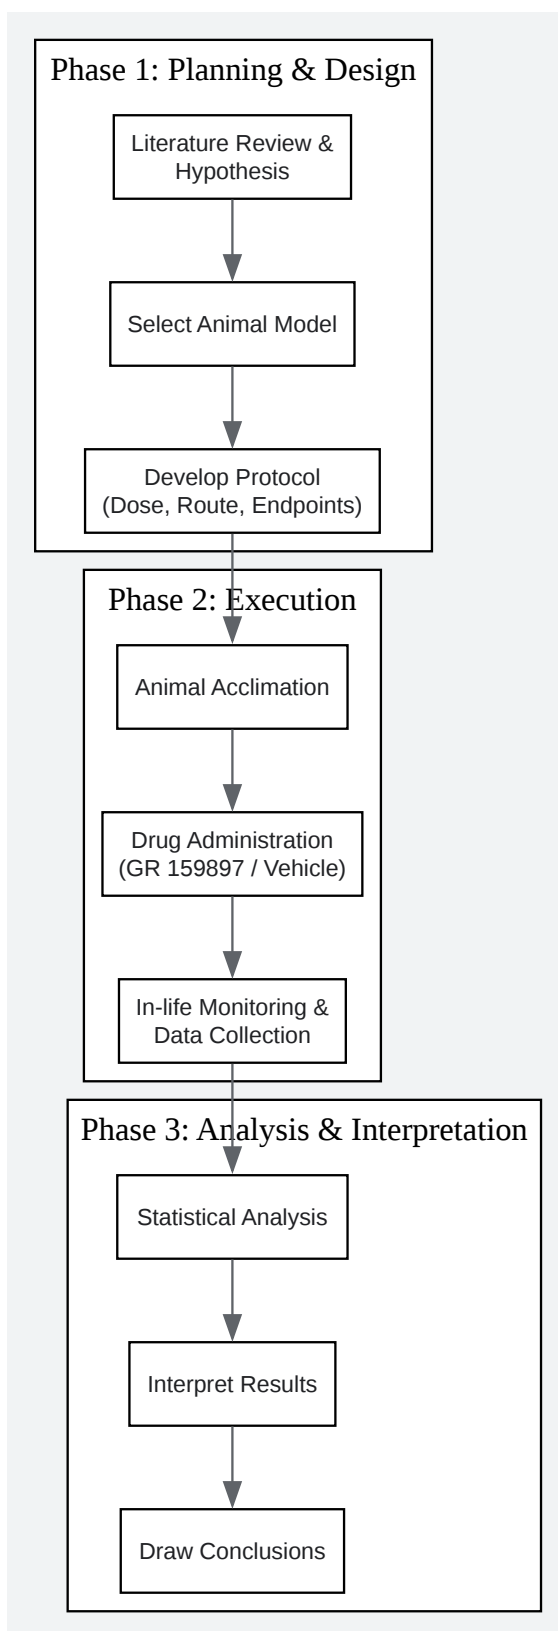 Phase 1: Planning & Design
Literature Review &
Hypothesis
Select Animal Model
Develop Protocol
(Dose, Route, Endpoints)
Phase 2: Execution
Animal Acclimation
Drug Administration
(GR 159897 / Vehicle)
In-life Monitoring &
Data Collection
Phase 3: Analysis & Interpretation
Statistical Analysis
Interpret Results
Draw Conclusions